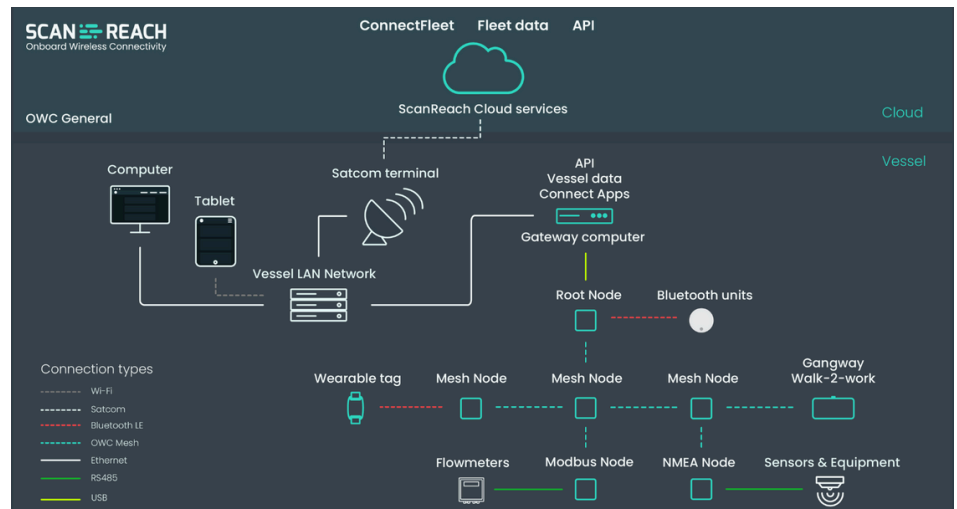 SCAN REACH
Onboard Wireless Connectivity
ConnectFleet Fleet data API
ScanReach Cloud services
OWC General
Cloud
Vessel
Computer
Tablet
Satcom terminal
API
Vessel data
Connect Apps
Gateway computer
Vessel LAN Network
Root Node
Bluetooth units
Connection types
Wi-Fi
Satcom
Bluetooth LE
OWC Mesh
Ethernet
RS485
USB
Wearable tag
Mesh Node
Mesh Node
Mesh Node
Gangway
Walk-2-work
Flowmeters
Modbus Node
NMEA Node
Sensors & Equipment